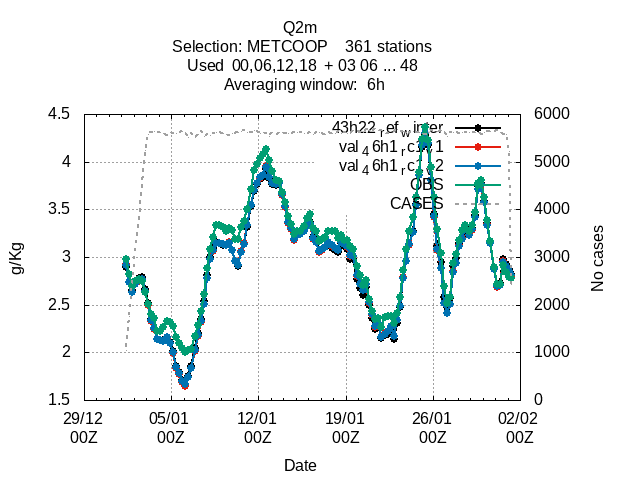 Q2m
Selection: METCOOP 361 stations
Used 00,06,12,18 + 03 06 ... 48
Averaging window: 6h
4.5
4
3.5
3
2.5
2
1.5
g/Kg
6000
5000
4000
3000
2000
1000
0
No cases
val_46h1_rc1_2
OBS
CASES
29/12 05/01 12/01 19/01 26/01 02/02
00Z 00Z 00Z 00Z 00Z 00Z
Date